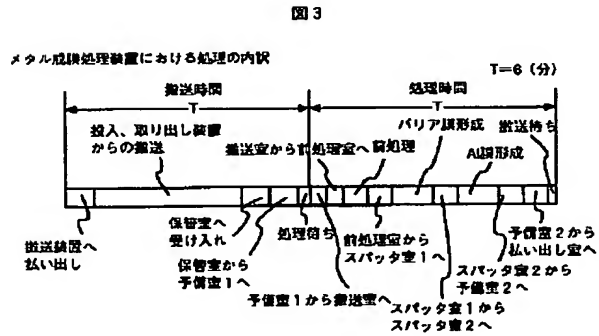 図3
メタル成膜処理装置における処理の内訳
T=6 (分)
搬送時間
処理時間
T
T
投入、取り出し装置
からの搬送
搬送室から前処理室へ
前処理
バリア膜形成
Al膜形成
搬送待ち
搬送装置へ
払い出し
保管室へ
受け入れ
保管室から
予備室1へ
処理待ち
予備室1から搬送室へ
前処理室から
スパッタ室1へ
スパッタ室1から
スパッタ室2へ
スパッタ室2から
予備室2へ
予備室2から
払い出し室へ